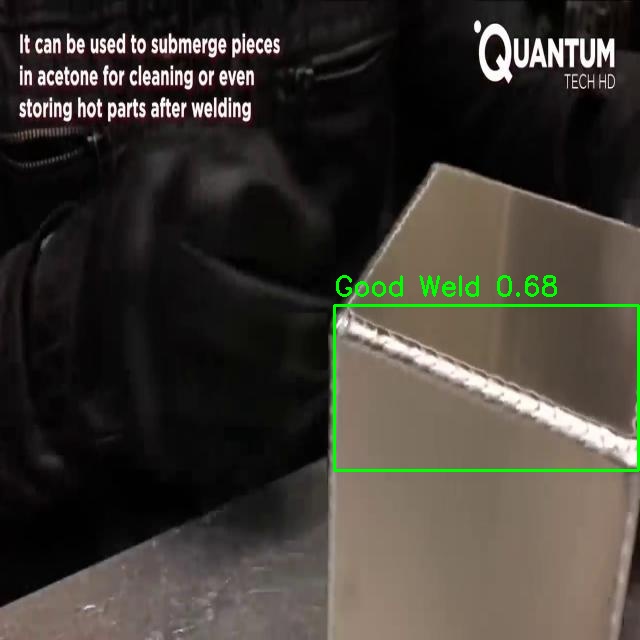 It can be used to submerge pieces
in acetone for cleaning or even
storing hot parts after welding
QUANTUM
TECH HD
Good Weld 0.68